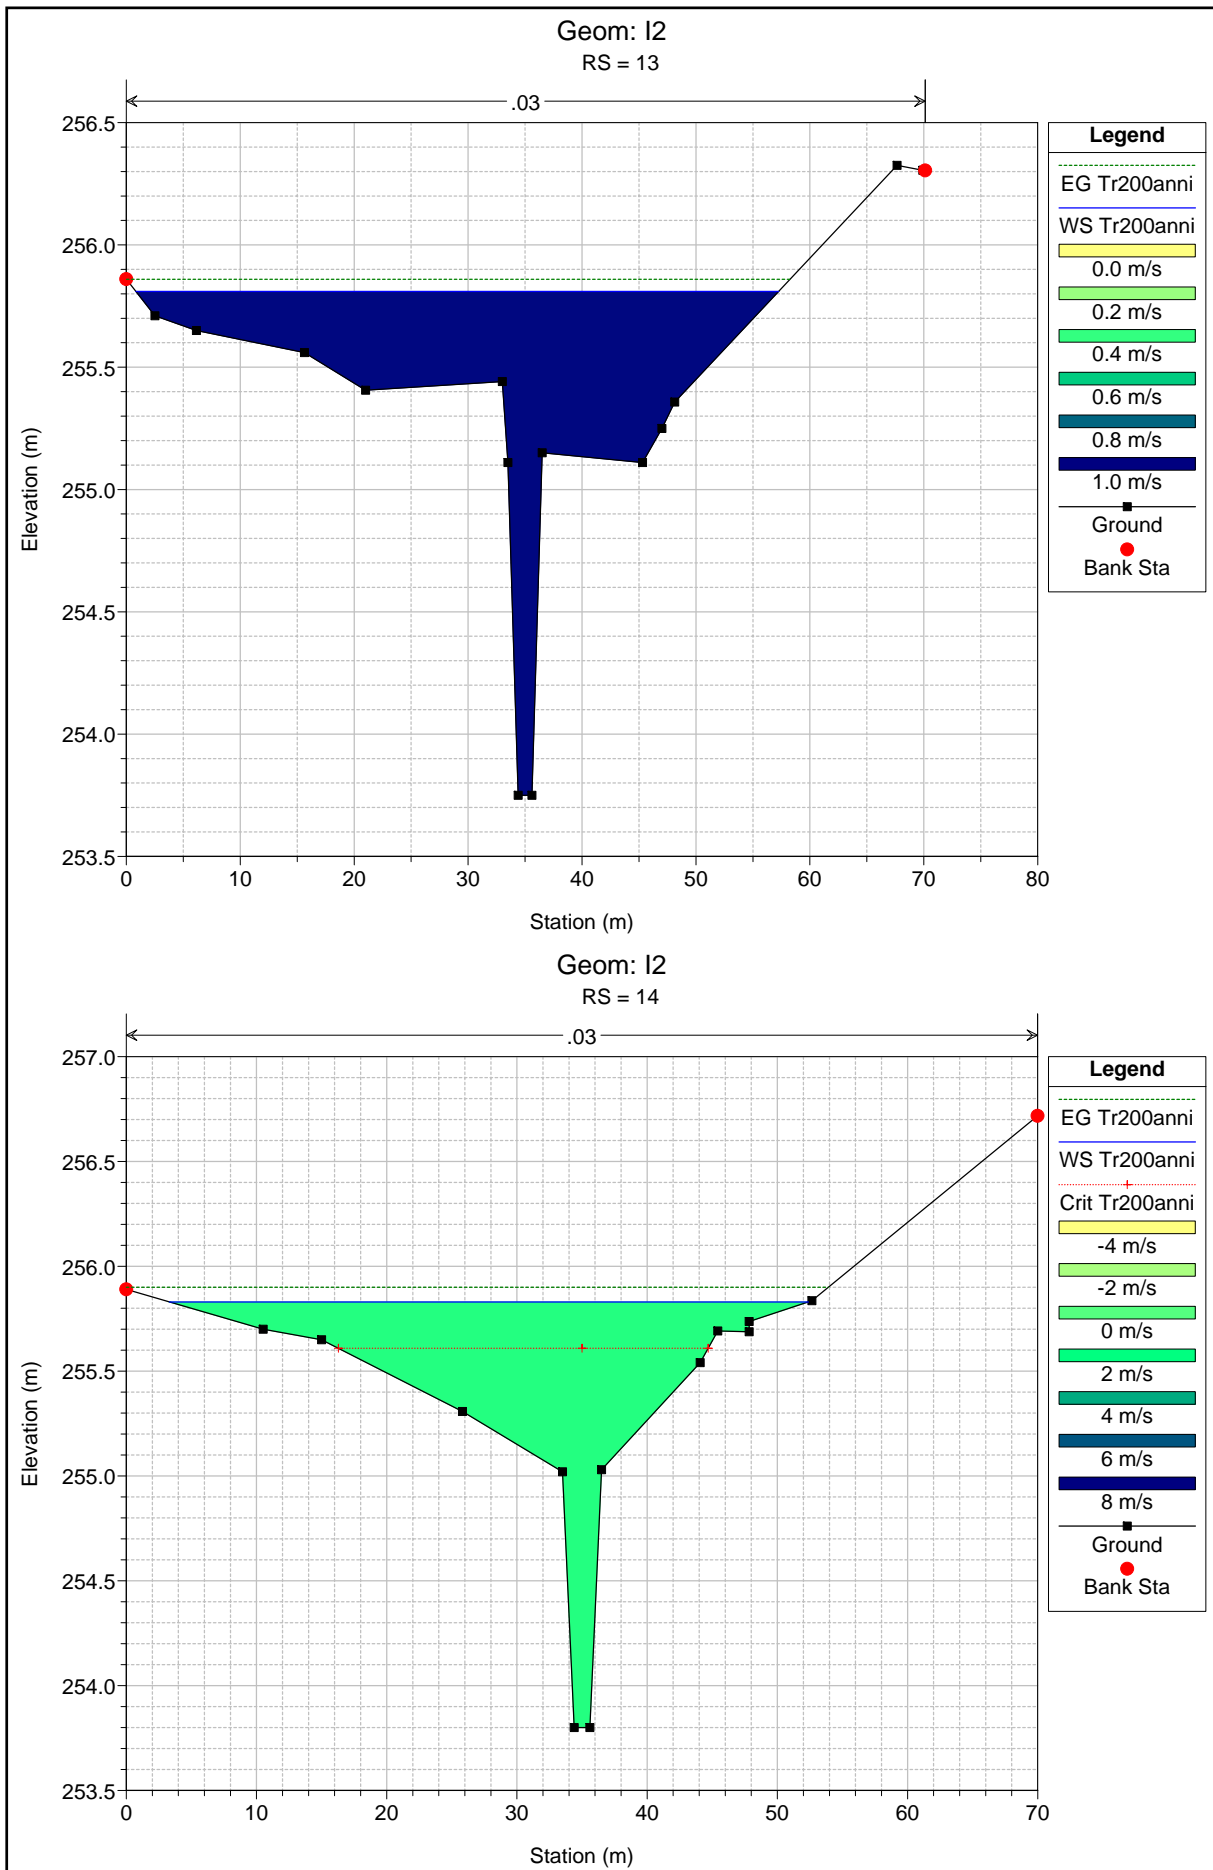 Geom: I2
RS = 13
.03
256.5
256.0
255.5
255.0
254.5
254.0
253.5
0 10 20 30 40 50 60 70 80
Station (m)
Elevation (m)
Legend
EG Tr200anni
WS Tr200anni
0.0 m/s
0.2 m/s
0.4 m/s
0.6 m/s
0.8 m/s
1.0 m/s
Ground
Bank Sta
Geom: I2
RS = 14
.03
257.0
256.5
256.0
255.5
255.0
254.5
254.0
253.5
0 10 20 30 40 50 60 70
Station (m)
Elevation (m)
Legend
EG Tr200anni
WS Tr200anni
Crit Tr200anni
-4 m/s
-2 m/s
0 m/s
2 m/s
4 m/s
6 m/s
8 m/s
Ground
Bank Sta